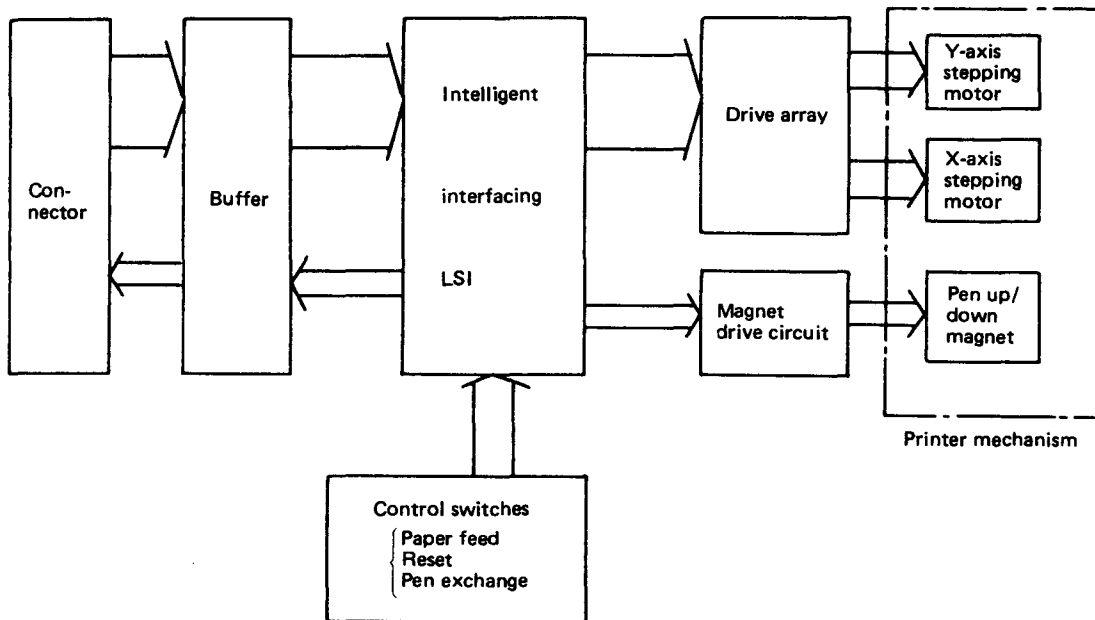 Con-
nector
Buffer
Intelligent
interfacing
LSI
Drive array
Y-axis
stepping
motor
X-axis
stepping
motor
Magnet
drive circuit
Pen up/
down
magnet
Printer mechanism
Control switches
Paper feed
Reset
Pen exchange